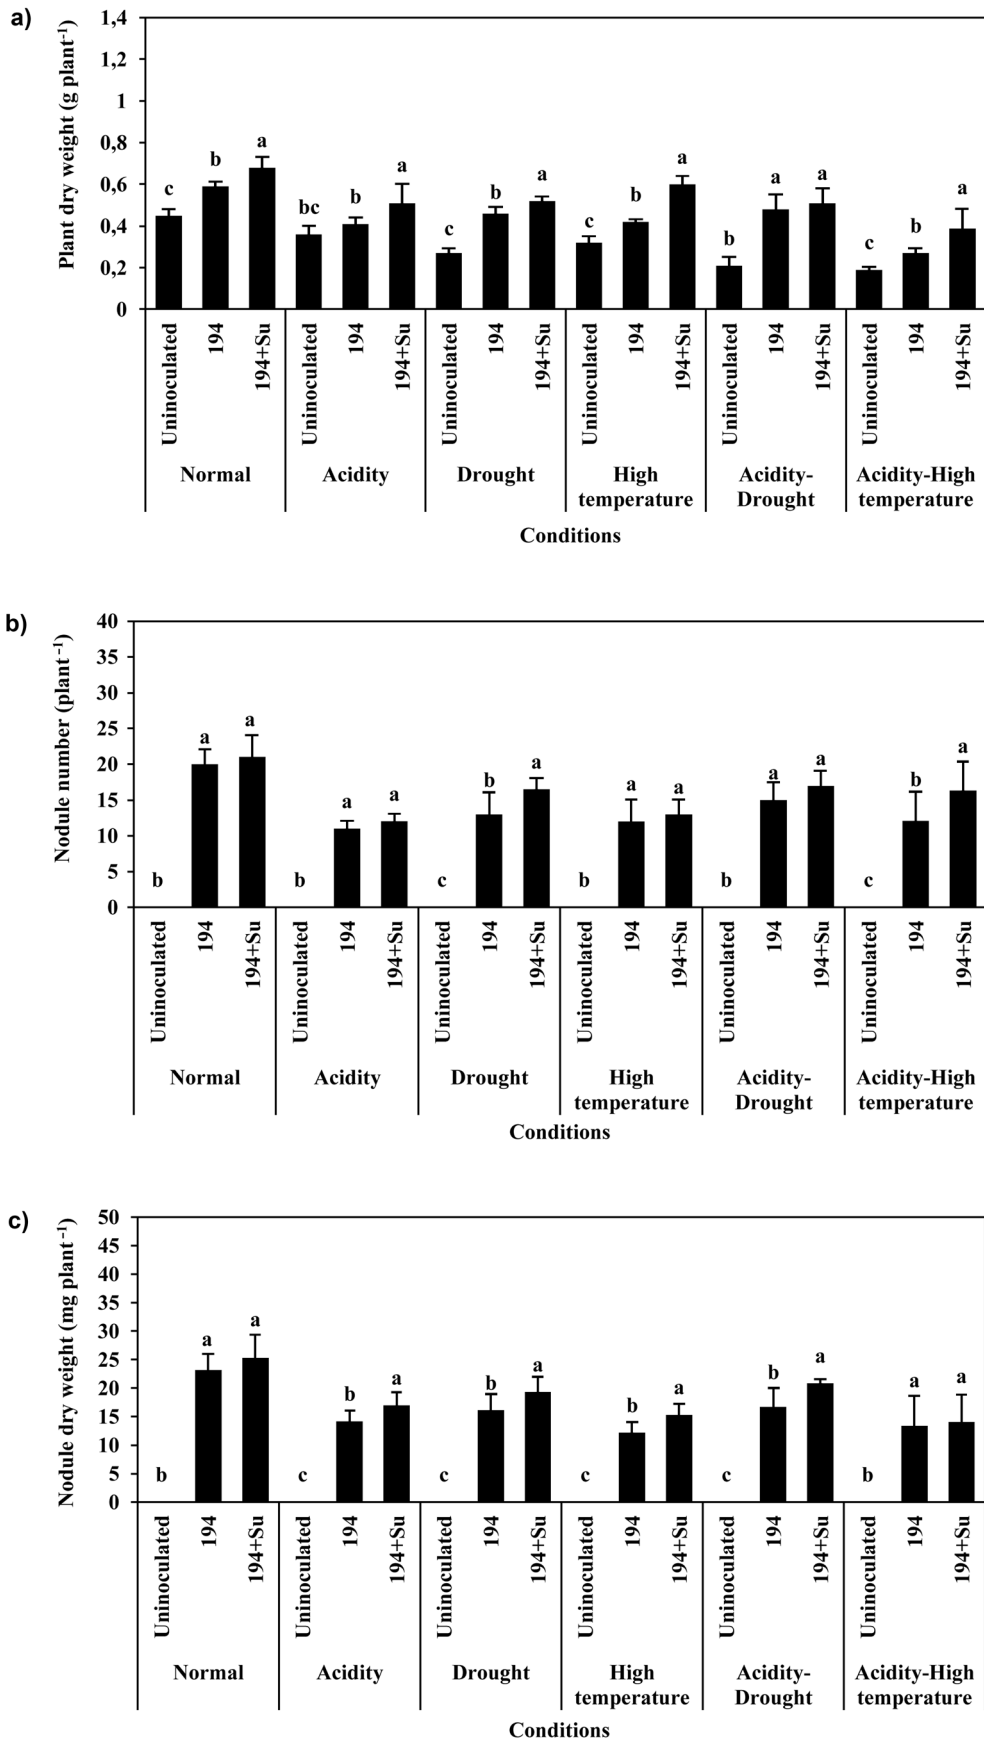 a)
Plant dry weight (g plant⁻¹)
1,4
1,2
1
0,8
0,6
0,4
0,2
0
c b a bc b a c b a c b a b a a c b a
Uninoculated 194 194+Su Uninoculated 194 194+Su Uninoculated 194 194+Su Uninoculated 194 194+Su Uninoculated 194 194+Su Uninoculated 194 194+Su
Normal Acidity Drought High Acidity- Acidity-High
temperature Drought temperature
Conditions
b)
Nodule number (plant⁻¹)
40
35
30
25
20
15
10
5
0
b a a b a a c b a b a a b a a c b a
Uninoculated 194 194+Su Uninoculated 194 194+Su Uninoculated 194 194+Su Uninoculated 194 194+Su Uninoculated 194 194+Su Uninoculated 194 194+Su
Normal Acidity Drought High Acidity- Acidity-High
temperature Drought temperature
Conditions
c)
Nodule dry weight (mg plant⁻¹)
50
45
40
35
30
25
20
15
10
5
0
b a a c b a c b a c b a c b a b a a
Uninoculated 194 194+Su Uninoculated 194 194+Su Uninoculated 194 194+Su Uninoculated 194 194+Su Uninoculated 194 194+Su Uninoculated 194 194+Su
Normal Acidity Drought High Acidity- Acidity-High
temperature Drought temperature
Conditions